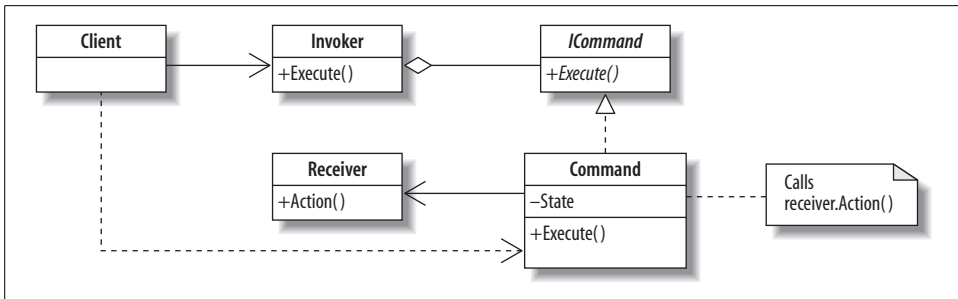 Client
Invoker
+Execute()
ICommand
+Execute()
Receiver
+Action()
Command
–State
+Execute()
Calls
receiver.Action()